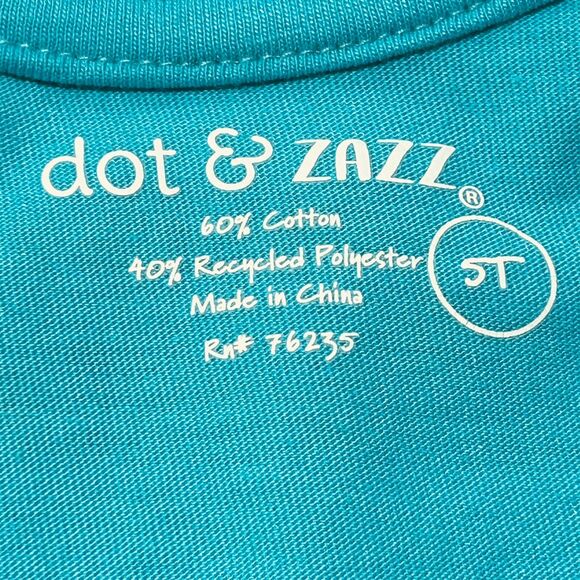 dot & ZAZZ®
60% Cotton
40% Recycled Polyester
5T
Made in China
Rn# 76235